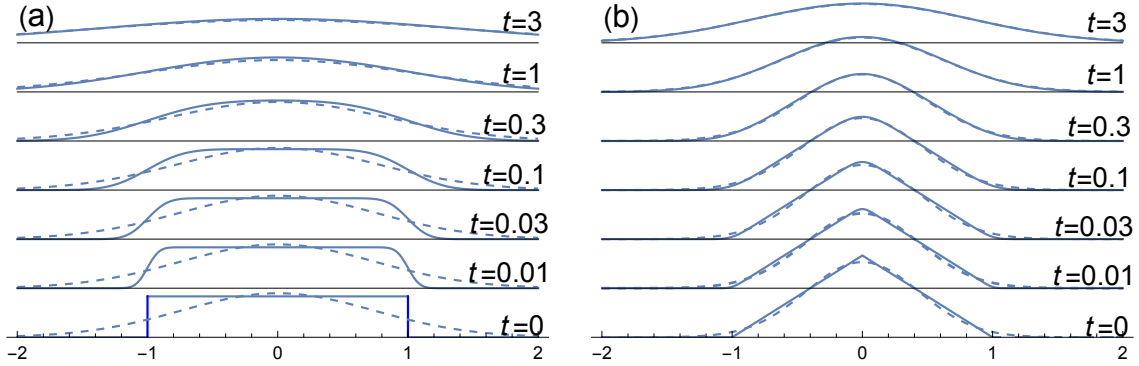 (a)
t=3
t=1
t=0.3
t=0.1
t=0.03
t=0.01
t=0
−2 −1 0 1 2
(b)
t=3
t=1
t=0.3
t=0.1
t=0.03
t=0.01
t=0
−2 −1 0 1 2